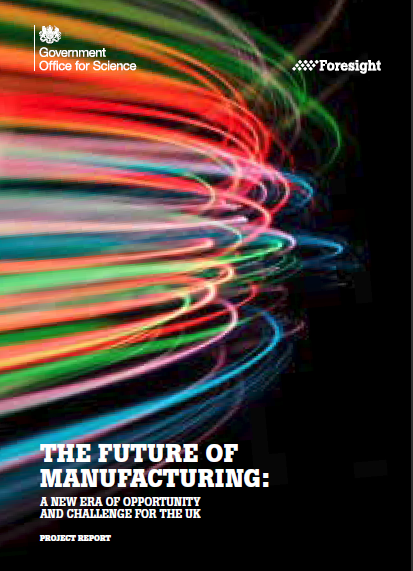 Government
Office for Science
Foresight
THE FUTURE OF
MANUFACTURING:
A NEW ERA OF OPPORTUNITY
AND CHALLENGE FOR THE UK
PROJECT REPORT